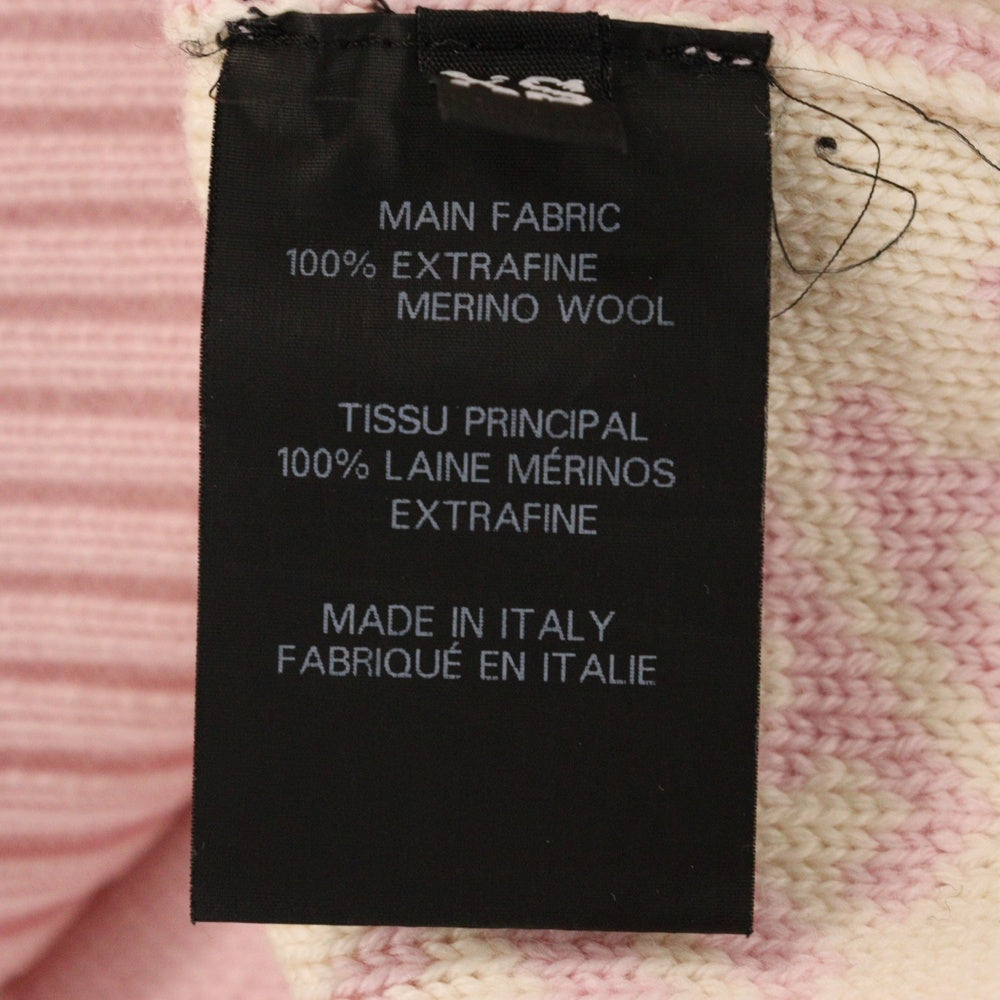 XS
MAIN FABRIC
100% EXTRAFINE
MERINO WOOL
TISSU PRINCIPAL
100% LAINE MÉRINOS
EXTRAFINE
MADE IN ITALY
FABRIQUÉ EN ITALIE